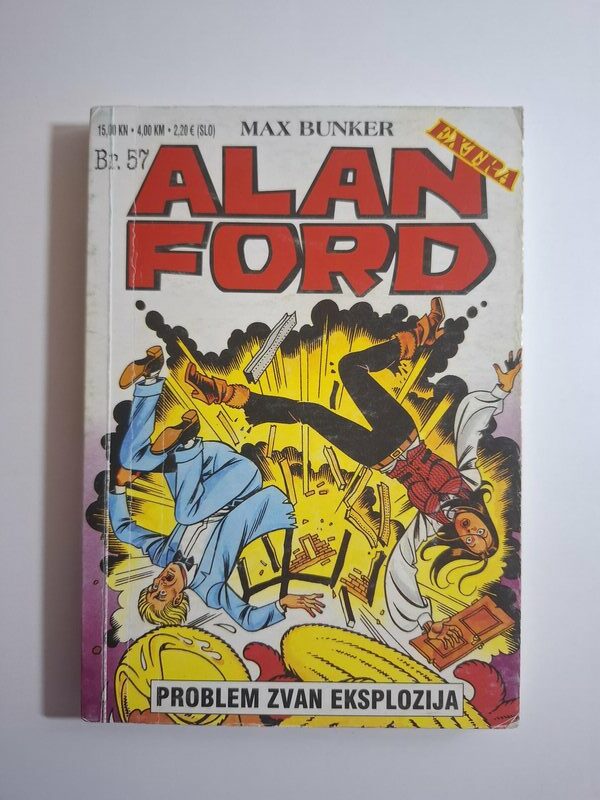 15,00 KN • 4,00 KM • 2,20 € (SLO)
MAX BUNKER
EXTRA
Br. 57
ALAN
FORD
PROBLEM ZVAN EKSPLOZIJA